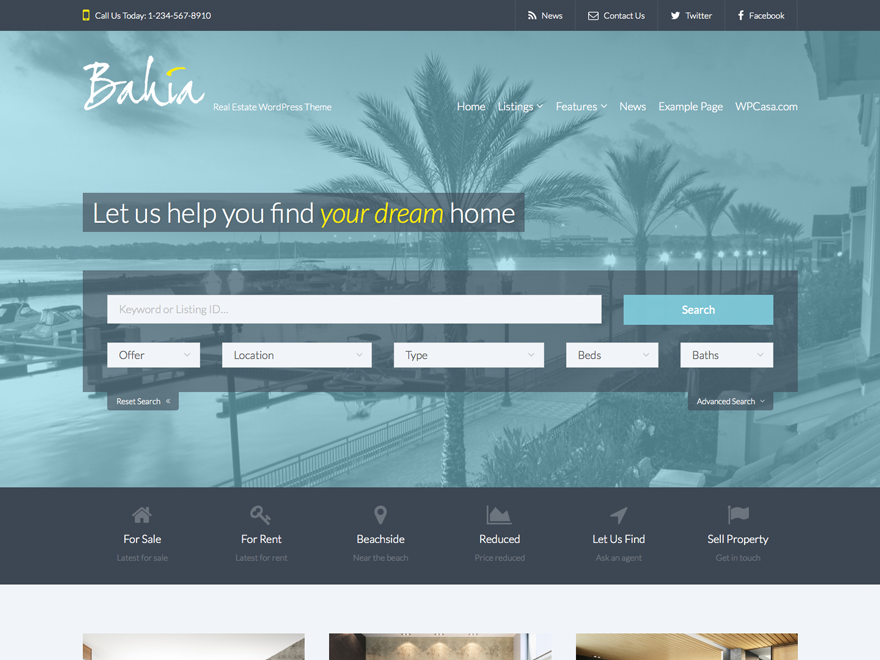 Call Us Today: 1-234-567-8910
News
Contact Us
Twitter
Facebook
Bahia
Real Estate WordPress Theme
Home
Listings
Features
News
Example Page
WPCasa.com
Let us help you find your dream home
Keyword or Listing ID...
Search
Offer
Location
Type
Beds
Baths
Reset Search
Advanced Search
For Sale
For Rent
Beachside
Reduced
Let Us Find
Sell Property
Latest for sale
Latest for rent
Near the beach
Price reduced
Ask an agent
Get in touch